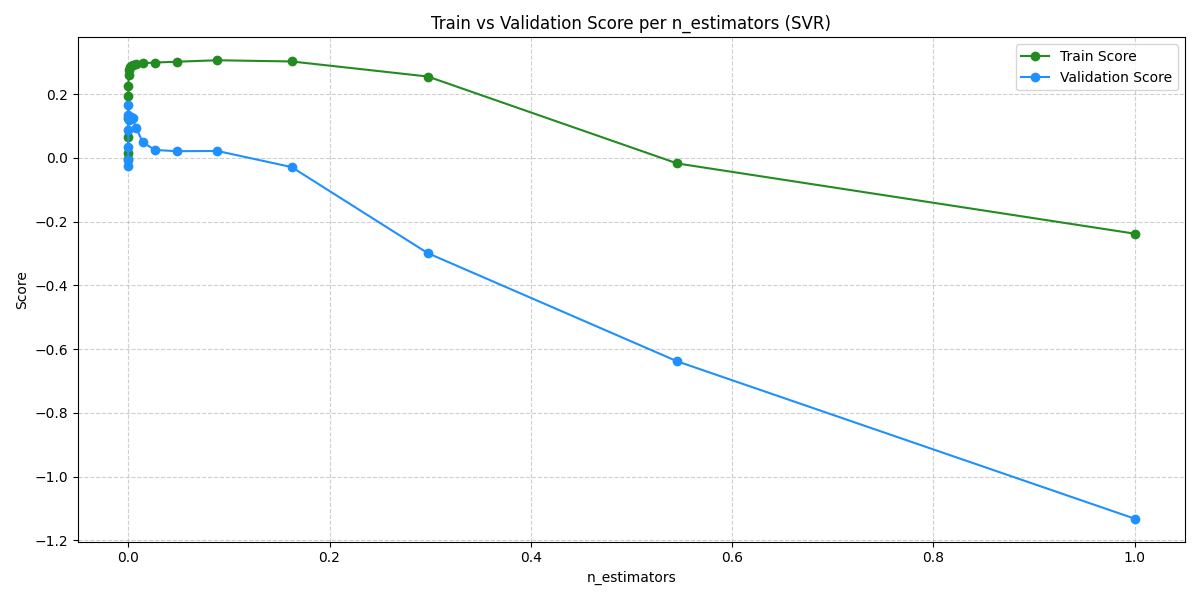 Train vs Validation Score per n_estimators (SVR)
Train Score
Validation Score
Score
0.2
0.0
−0.2
−0.4
−0.6
−0.8
−1.0
−1.2
0.0 0.2 0.4 0.6 0.8 1.0
n_estimators